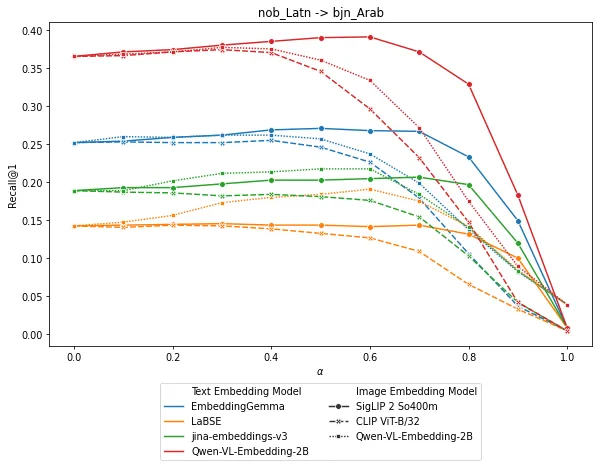 nob_Latn -> bjn_Arab
Recall@1
0.40
0.35
0.30
0.25
0.20
0.15
0.10
0.05
0.00
0.0 0.2 0.4 0.6 0.8 1.0
α
Text Embedding Model Image Embedding Model
EmbeddingGemma SigLIP 2 So400m
LaBSE CLIP ViT-B/32
jina-embeddings-v3 Qwen-VL-Embedding-2B
Qwen-VL-Embedding-2B